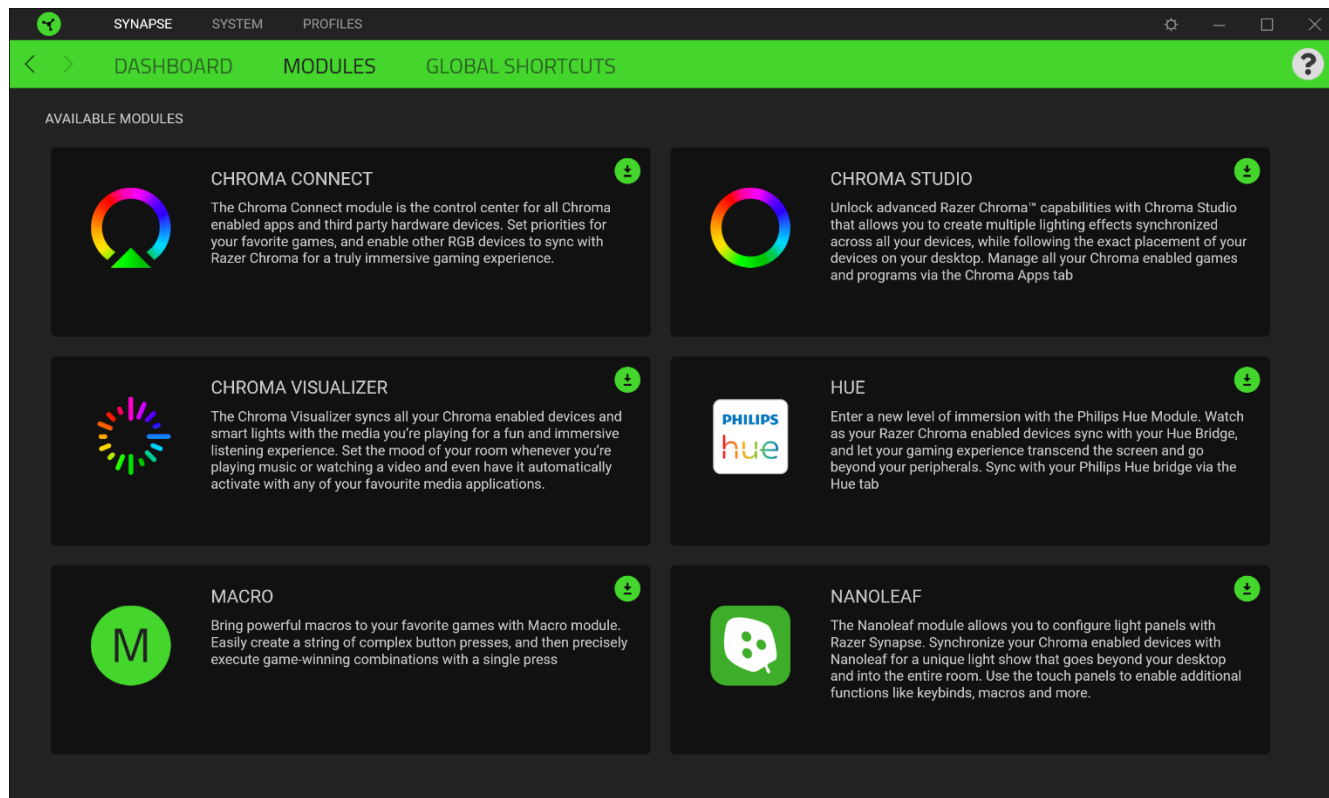 SYNAPSE SYSTEM PROFILES
DASHBOARD MODULES GLOBAL SHORTCUTS ?
AVAILABLE MODULES
CHROMA CONNECT
The Chroma Connect module is the control center for all Chroma
enabled apps and third party hardware devices. Set priorities for
your favorite games, and enable other RGB devices to sync with
Razer Chroma for a truly immersive gaming experience.
CHROMA STUDIO
Unlock advanced Razer Chroma™ capabilities with Chroma Studio
that allows you to create multiple lighting effects synchronized
across all your devices, while following the exact placement of your
devices on your desktop. Manage all your Chroma enabled games
and programs via the Chroma Apps tab
CHROMA VISUALIZER
The Chroma Visualizer syncs all your Chroma enabled devices and
smart lights with the media you're playing for a fun and immersive
listening experience. Set the mood of your room whenever you're
playing music or watching a video and even have it automatically
activate with any of your favourite media applications.
PHILIPS
hue
HUE
Enter a new level of immersion with the Philips Hue Module. Watch
as your Razer Chroma enabled devices sync with your Hue Bridge,
and let your gaming experience transcend the screen and go
beyond your peripherals. Sync with your Philips Hue bridge via the
Hue tab
M
MACRO
Bring powerful macros to your favorite games with Macro module.
Easily create a string of complex button presses, and then precisely
execute game-winning combinations with a single press
NANOLEAF
The Nanoleaf module allows you to configure light panels with
Razer Synapse. Synchronize your Chroma enabled devices with
Nanoleaf for a unique light show that goes beyond your desktop
and into the entire room. Use the touch panels to enable additional
functions like keybinds, macros and more.